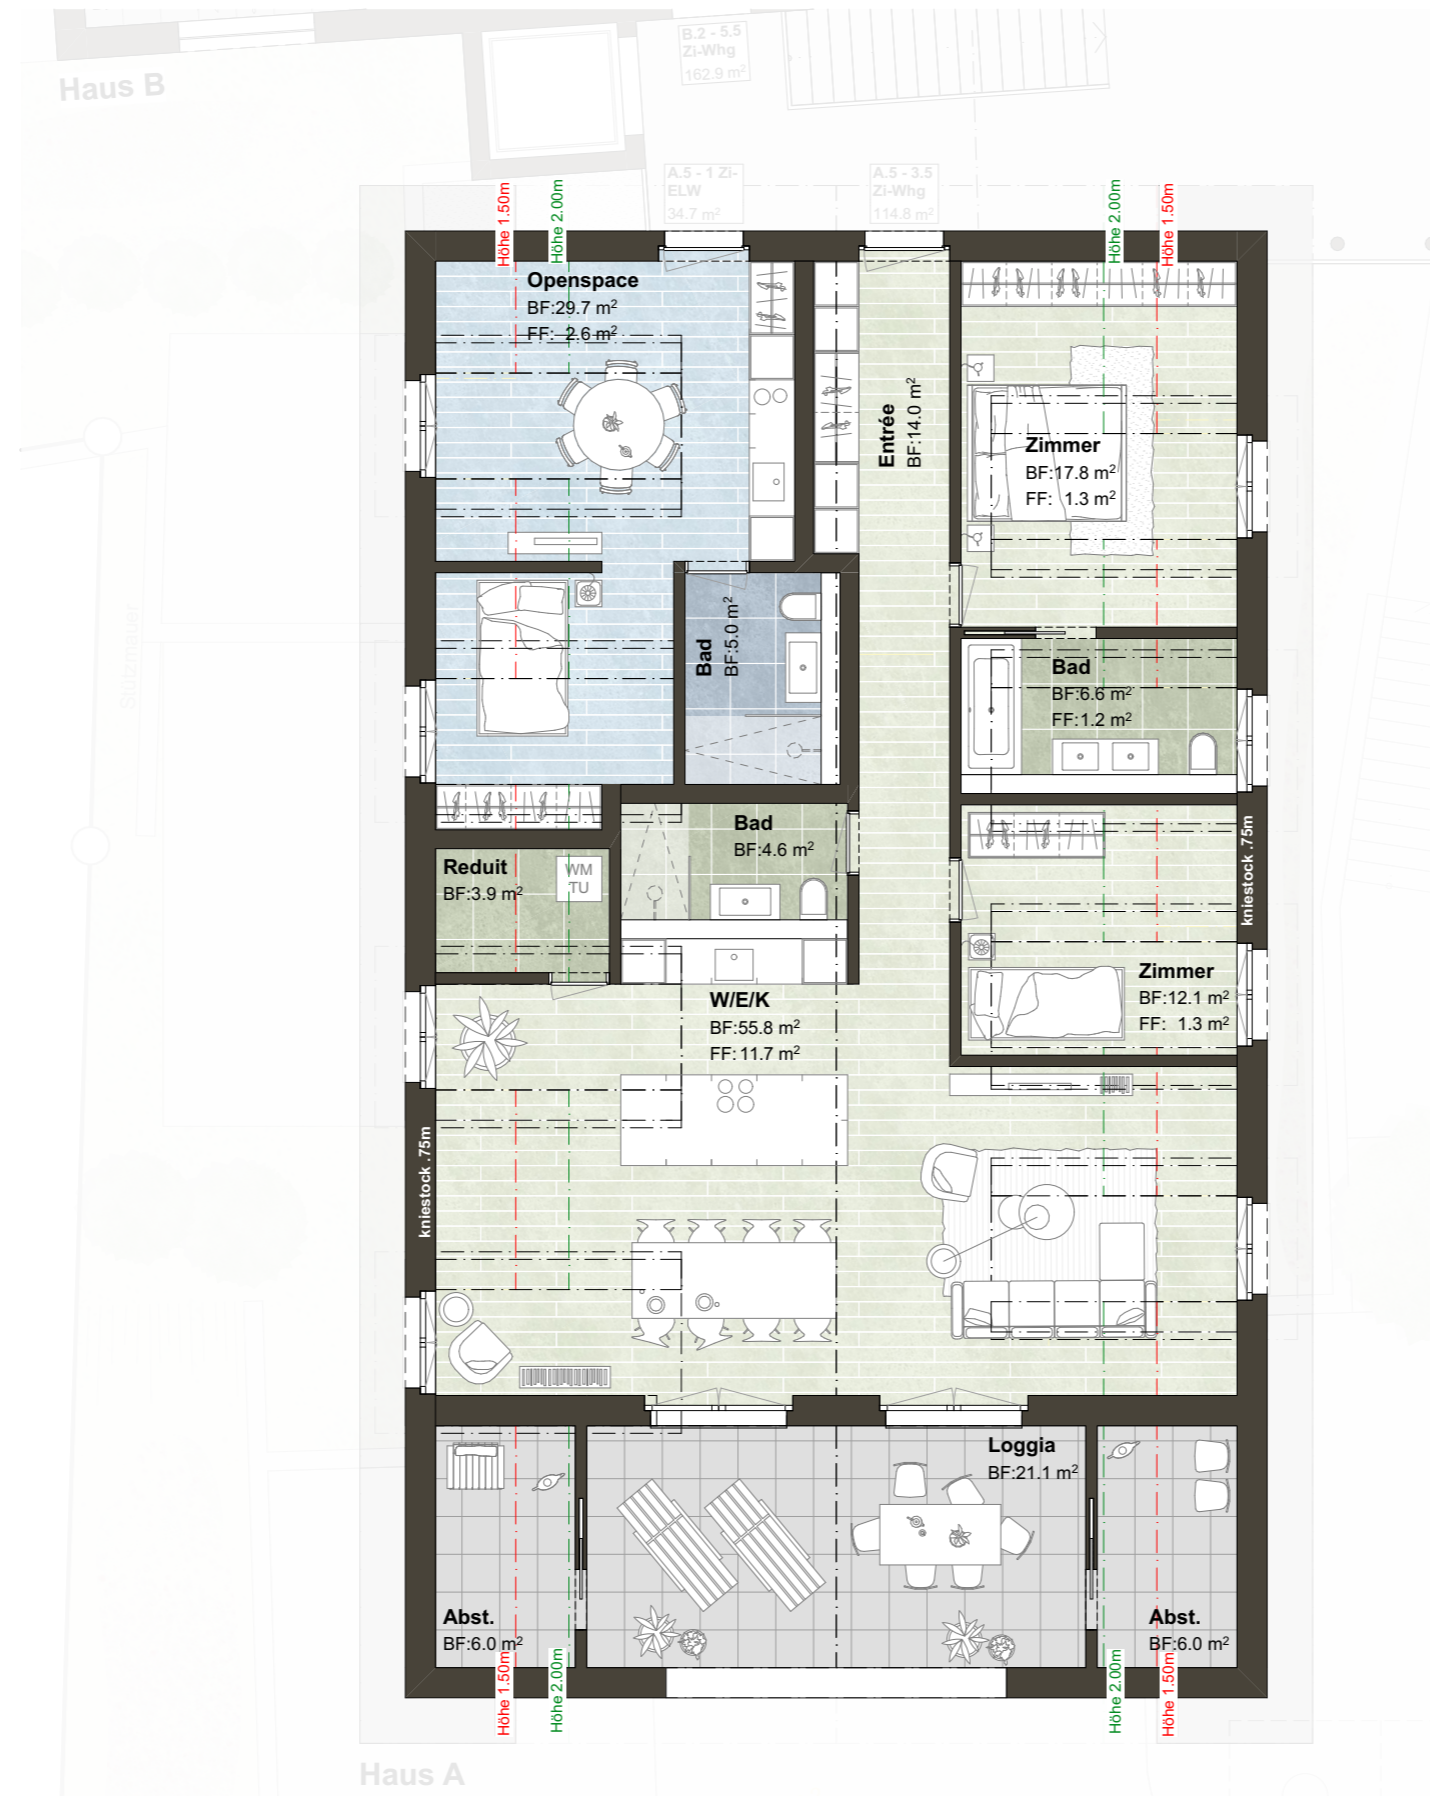 B.2 - 5.5
Zi-Whg
162.9 m²
Haus B
A.5 - 1 Zi-
ELW
34.7 m²
A.5 - 3.5
Zi-Whg
114.8 m²
Höhe 1.50m
Höhe 2.00m
Höhe 2.00m
Höhe 1.50m
Openspace
BF:29.7 m²
FF: 2.6 m²
Entrée
BF:14.0 m²
Zimmer
BF:17.8 m²
FF: 1.3 m²
Stützmauer
Bad
BF:5.0 m²
Bad
BF:6.6 m²
FF:1.2 m²
Bad
BF:4.6 m²
Reduit
BF:3.9 m²
WM
TU
kniestock .75m
Zimmer
BF:12.1 m²
FF: 1.3 m²
W/E/K
BF:55.8 m²
FF: 11.7 m²
kniestock .75m
Loggia
BF:21.1 m²
Abst.
BF:6.0 m²
Abst.
BF:6.0 m²
Höhe 1.50m
Höhe 2.00m
Höhe 2.00m
Höhe 1.50m
Haus A